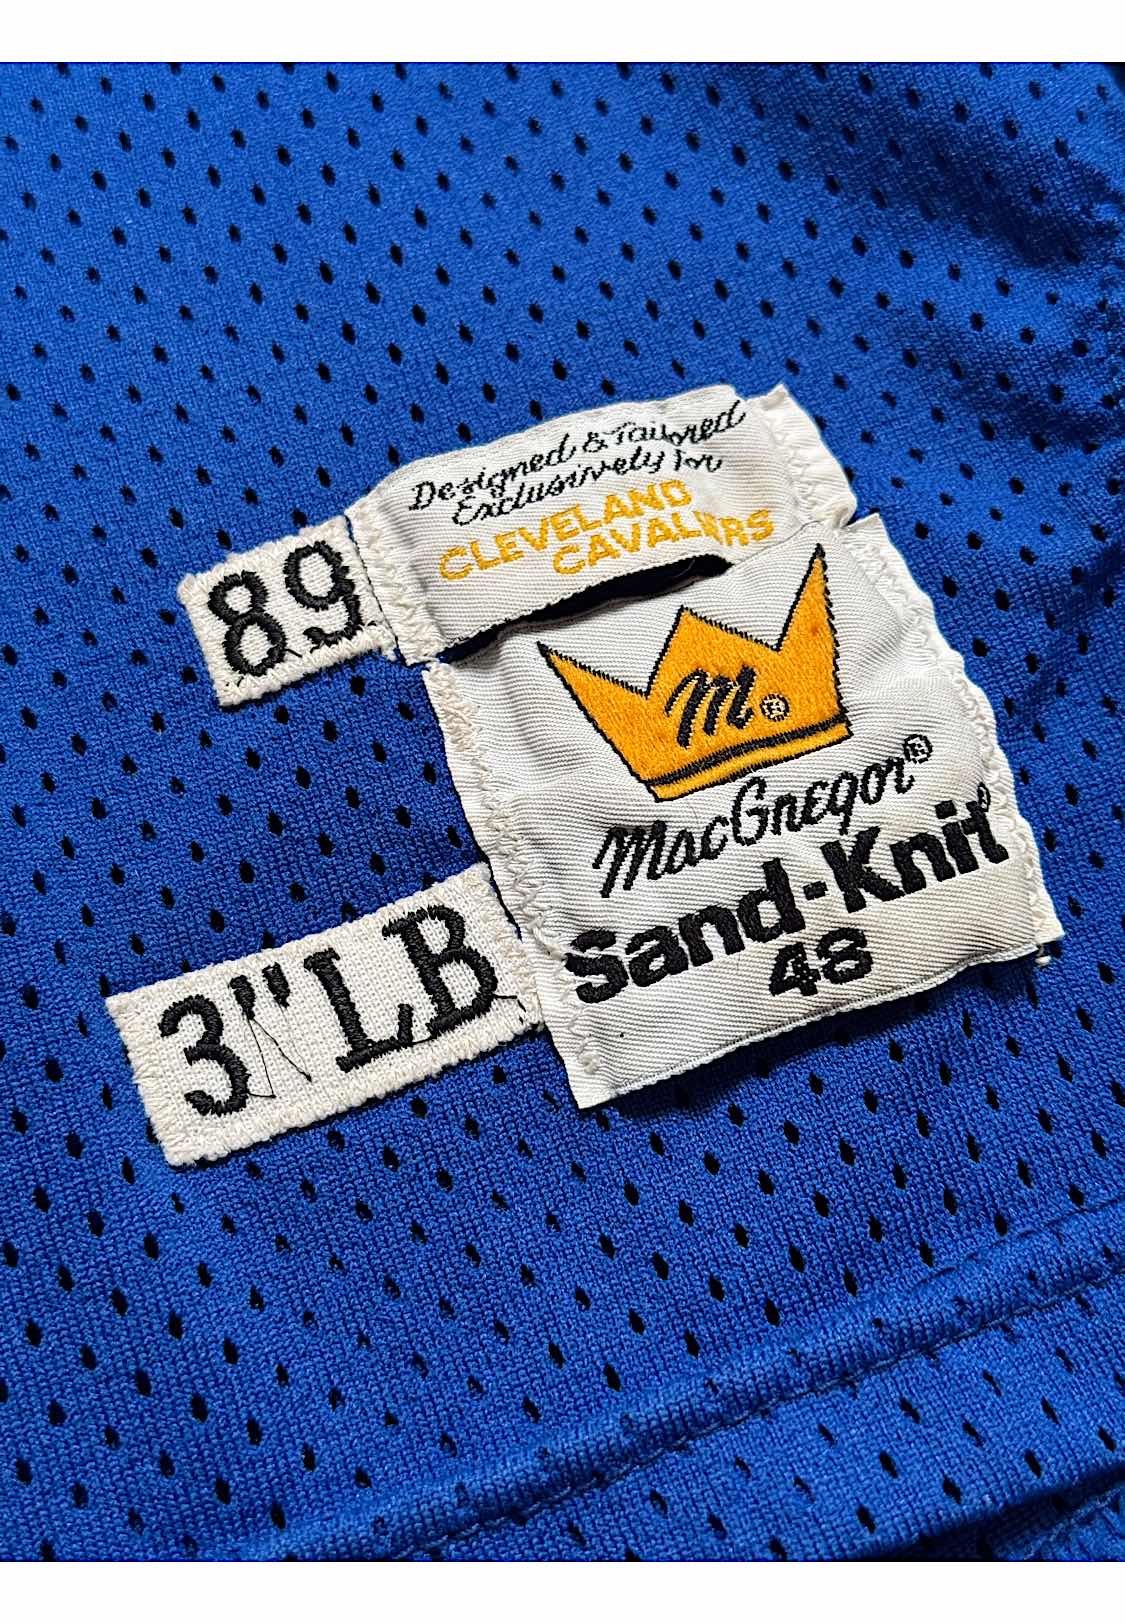 Designed & Tailored
Exclusively for
CLEVELAND
CAVALIERS
89
M®
MacGregor®
Sand-Knit®
48
3" LB